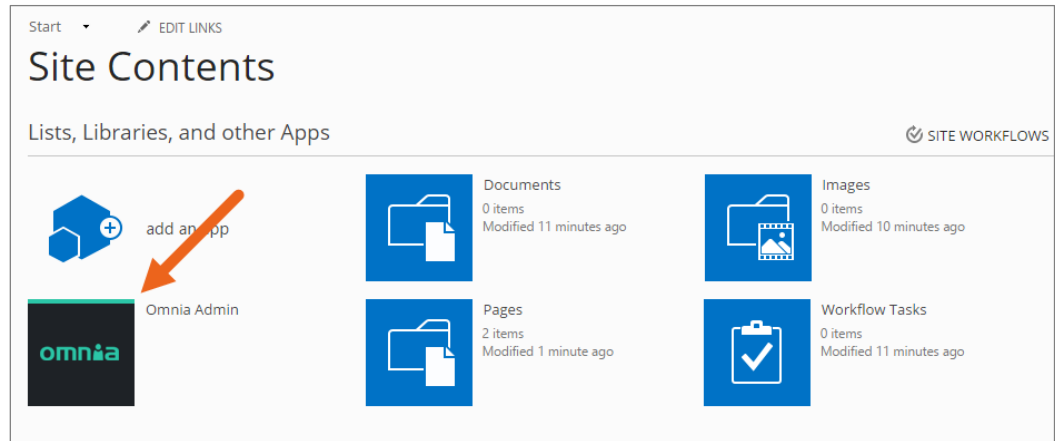 Start
EDIT LINKS
Site Contents
Lists, Libraries, and other Apps
SITE WORKFLOWS
add an app
Documents
0 items
Modified 11 minutes ago
Images
0 items
Modified 10 minutes ago
omnia
Omnia Admin
Pages
2 items
Modified 1 minute ago
Workflow Tasks
0 items
Modified 11 minutes ago